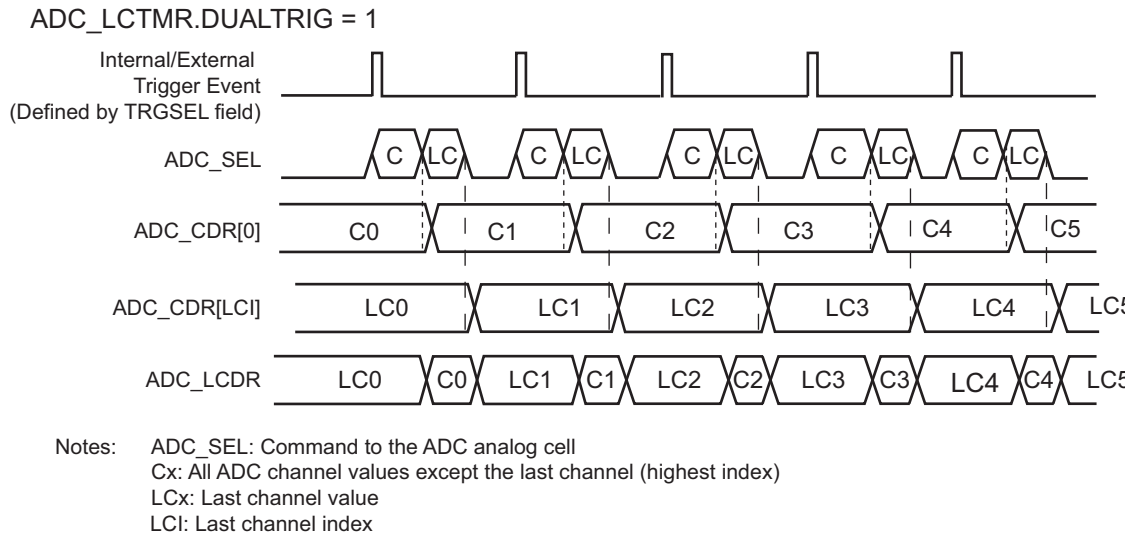 ADC_LCTMR.DUALTRIG = 1
Internal/External
Trigger Event
(Defined by TRGSEL field)
ADC_SEL C LC C LC C LC C LC C LC
ADC_CDR[0] C0 C1 C2 C3 C4 C5
ADC_CDR[LCI] LC0 LC1 LC2 LC3 LC4 LC5
ADC_LCDR LC0 C0 LC1 C1 LC2 C2 LC3 C3 LC4 C4 LC5
Notes: ADC_SEL: Command to the ADC analog cell
Cx: All ADC channel values except the last channel (highest index)
LCx: Last channel value
LCI: Last channel index